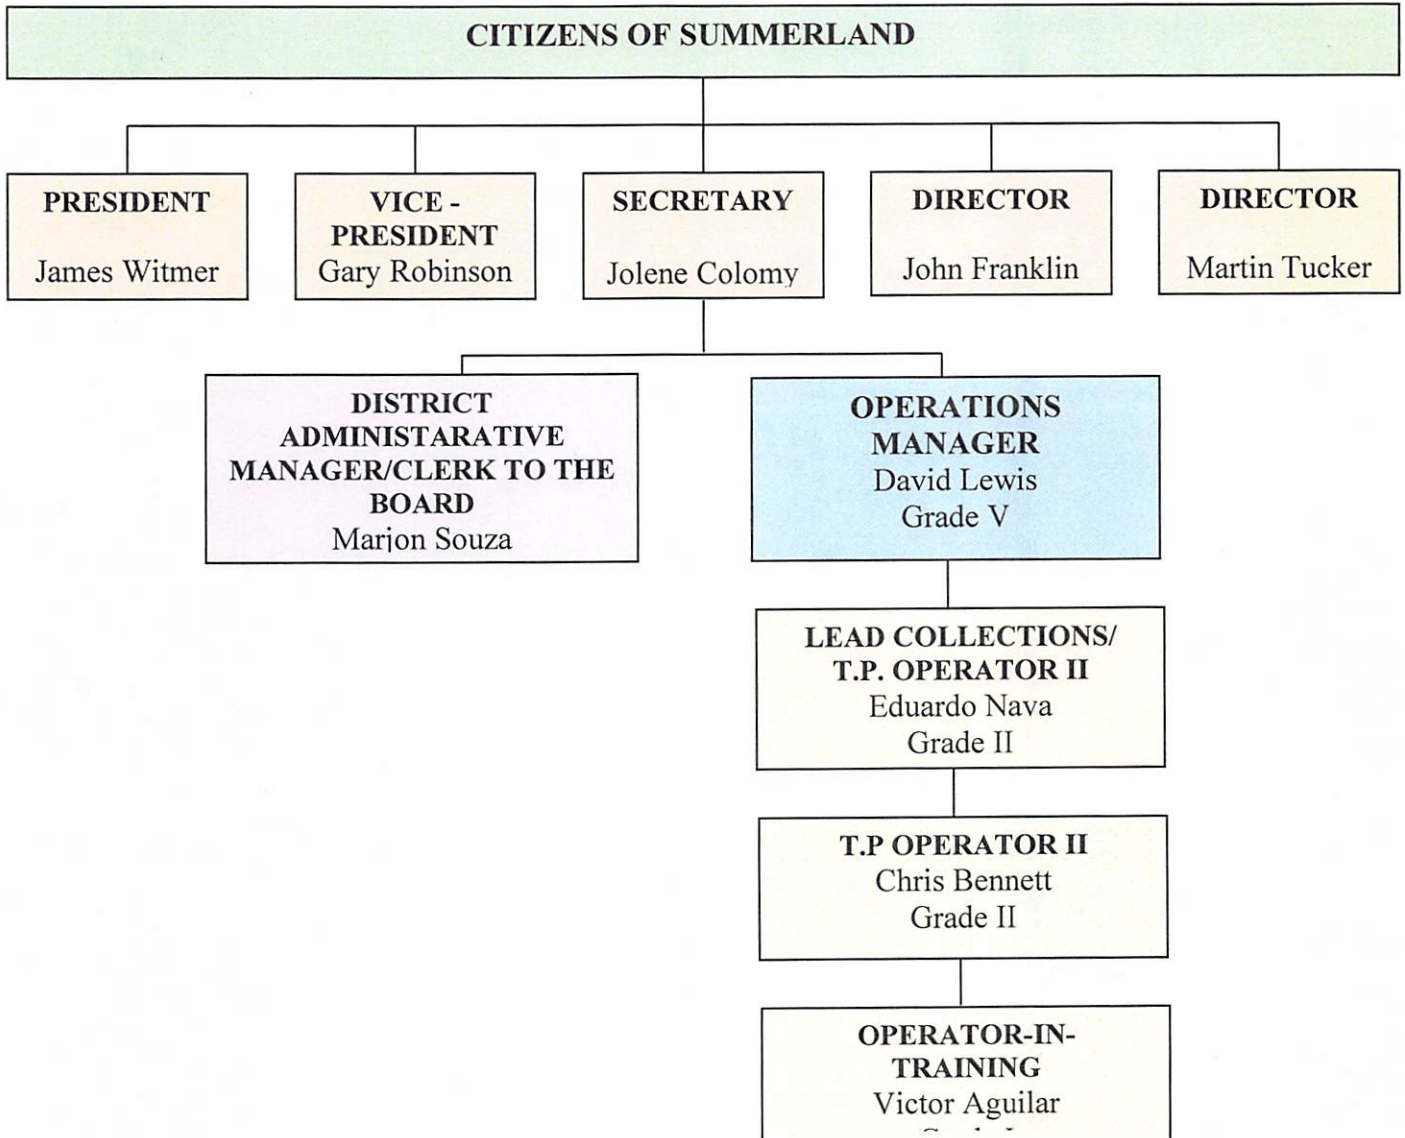 CITIZENS OF SUMMERLAND
PRESIDENT
James Witmer
VICE -
PRESIDENT
Gary Robinson
SECRETARY
Jolene Colomy
DIRECTOR
John Franklin
DIRECTOR
Martin Tucker
DISTRICT
ADMINISTARATIVE
MANAGER/CLERK TO THE
BOARD
Marjon Souza
OPERATIONS
MANAGER
David Lewis
Grade V
LEAD COLLECTIONS/
T.P. OPERATOR II
Eduardo Nava
Grade II
T.P OPERATOR II
Chris Bennett
Grade II
OPERATOR-IN-
TRAINING
Victor Aguilar